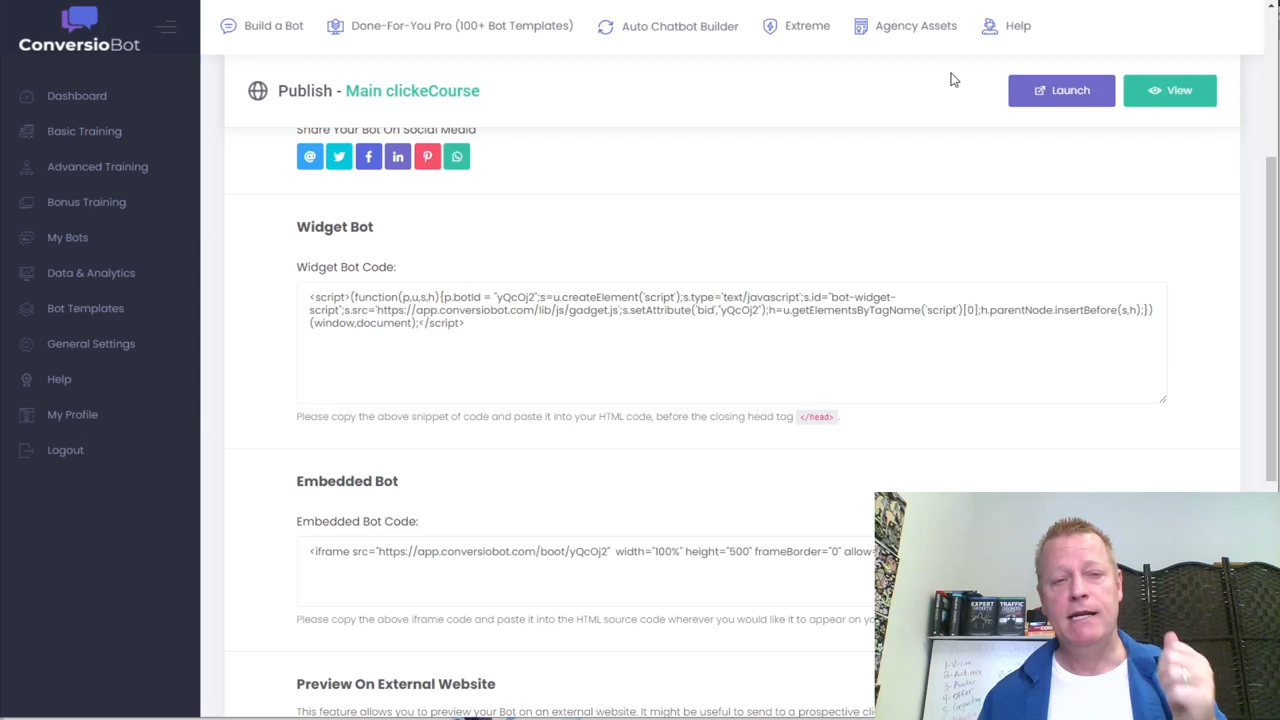 ConversioBot
Dashboard
Basic Training
Advanced Training
Bonus Training
My Bots
Data & Analytics
Bot Templates
General Settings
Help
My Profile
Logout
Build a Bot
Done-For-You Pro (100+ Bot Templates)
Auto Chatbot Builder
Extreme
Agency Assets
Help
Publish - Main clickeCourse
Launch
View
Share Your Bot On Social Media
Widget Bot
Widget Bot Code:
<script>(function(p,u,s,h){p.botId = "yQcOj2";s=u.createElement('script');s.type='text/javascript';s.id="bot-widget-
script";s.src='https://app.conversiobot.com/lib/js/gadget.js';s.setAttribute('bid',"yQcOj2");h=u.getElementsByTagName('script')[0];h.parentNode.insertBefore(s,h);})
(window,document);</script>
Please copy the above snippet of code and paste it into your HTML code, before the closing head tag </head> .
Embedded Bot
Embedded Bot Code:
<iframe src="https://app.conversiobot.com/boot/yQcOj2" width="100%" height="500" frameBorder="0" allow=
Please copy the above iframe code and paste it into the HTML source code wherever you would like it to appear on
Preview On External Website
This feature allows you to preview your Bot on an external website. It might be useful to send to a prospective
EXPERT
SECRETS
TRAFFIC
SECRETS
1-Vision